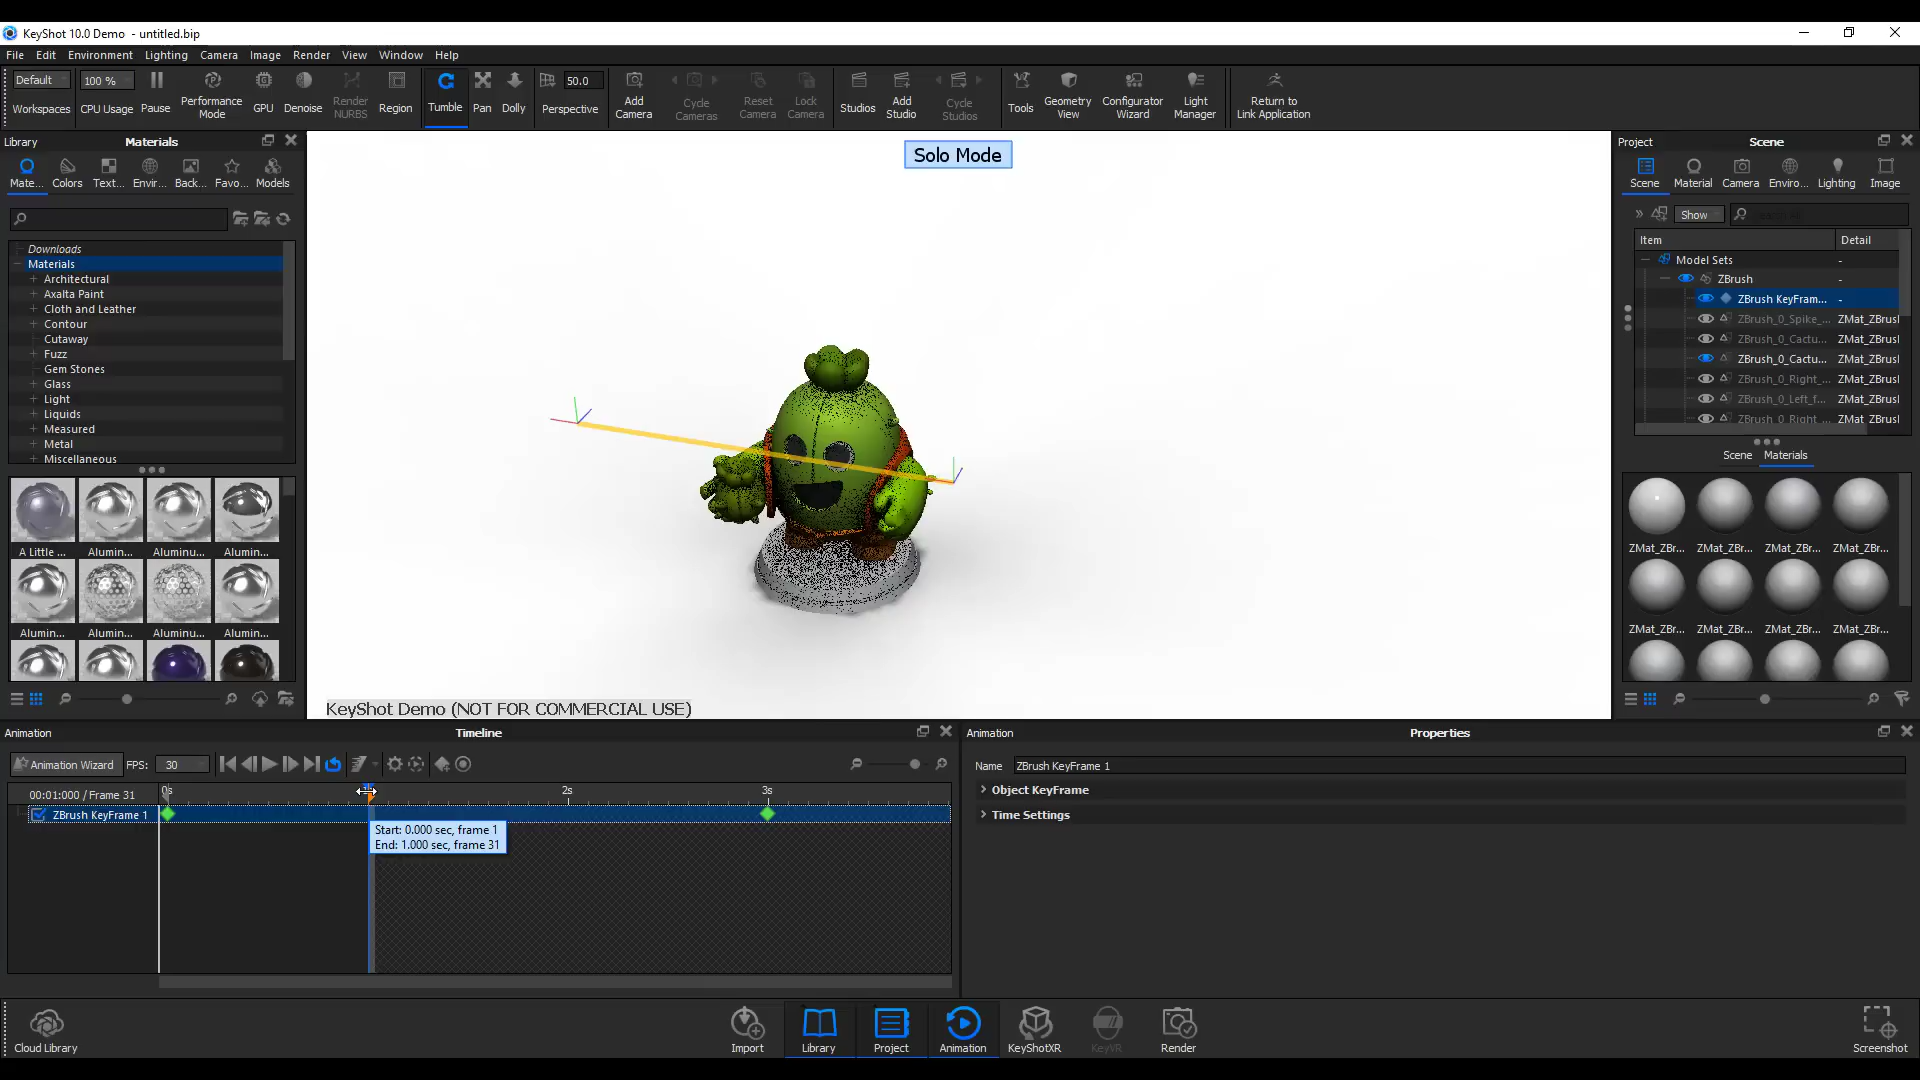 KeyShot 10.0 Demo - untitled.bip
File Edit Environment Lighting Camera Image Render View Window Help
Default 100 % 50.0
Workspaces CPU Usage Pause Performance Mode GPU Denoise Render NURBS Region Tumble Pan Dolly Perspective Add Camera Cycle Cameras Reset Camera Lock Camera Studios Add Studio Cycle Studios Tools Geometry View Configurator Wizard Light Manager Return to Link Application
Library Materials
Mate... Colors Text... Envir... Back... Favo... Models
Downloads
Materials
Architectural
Axalta Paint
Cloth and Leather
Contour
Cutaway
Fuzz
Gem Stones
Glass
Light
Liquids
Measured
Metal
Miscellaneous
A Little ... Alumin... Aluminu... Alumin...
Alumin... Aluminu... Aluminu... Alumin...
Solo Mode
KeyShot Demo (NOT FOR COMMERCIAL USE)
Project Scene
Scene Material Camera Enviro... Lighting Image
Show
Item Detail
Model Sets -
ZBrush -
ZBrush KeyFram... -
ZBrush_0_Spike_... ZMat_ZBrus
ZBrush_0_Cactu... ZMat_ZBrus
ZBrush_0_Cactu... ZMat_ZBrus
ZBrush_0_Right_... ZMat_ZBrus
ZBrush_0_Left_f... ZMat_ZBrus
ZBrush_0_Right_... ZMat_ZBrus
Scene Materials
ZMat_ZBr... ZMat_ZBr... ZMat_ZBr... ZMat_ZBr...
ZMat_ZBr... ZMat_ZBr... ZMat_ZBr... ZMat_ZBr...
Animation Timeline
Animation Wizard FPS: 30
00:01:000 / Frame 31 0s 2s 3s
ZBrush KeyFrame 1
Start: 0.000 sec, frame 1
End: 1.000 sec, frame 31
Animation Properties
Name ZBrush KeyFrame 1
Object KeyFrame
Time Settings
Cloud Library Import Library Project Animation KeyShotXR KeyVR Render Screenshot